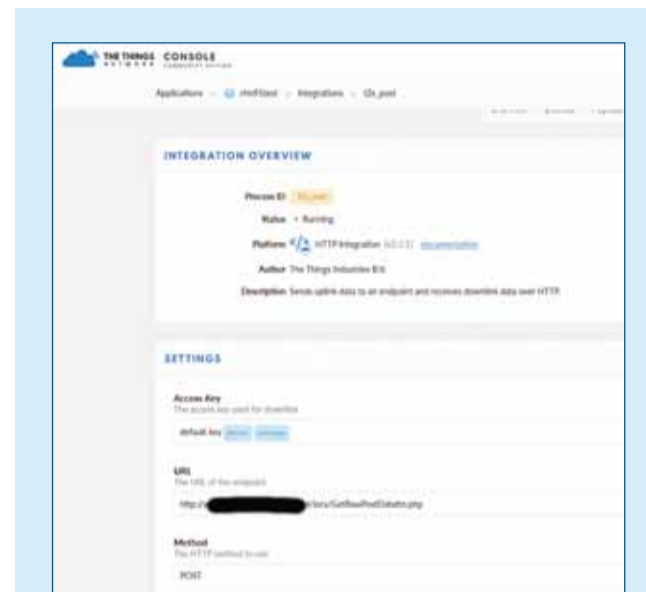 THE THINGS NETWORK CONSOLE
COMMUNITY EDITION
Applications Integrations
INTEGRATION OVERVIEW
Process ID
Status Running
Platform HTTP Integration documentation
Author The Things Industries B.V.
Description Sends uplink data to an endpoint and receives downlink data over HTTP.
SETTINGS
Access Key
The access key used for downlink
default key devices messages
URL
The URL of the endpoint
http://
Method
The HTTP method to use
POST